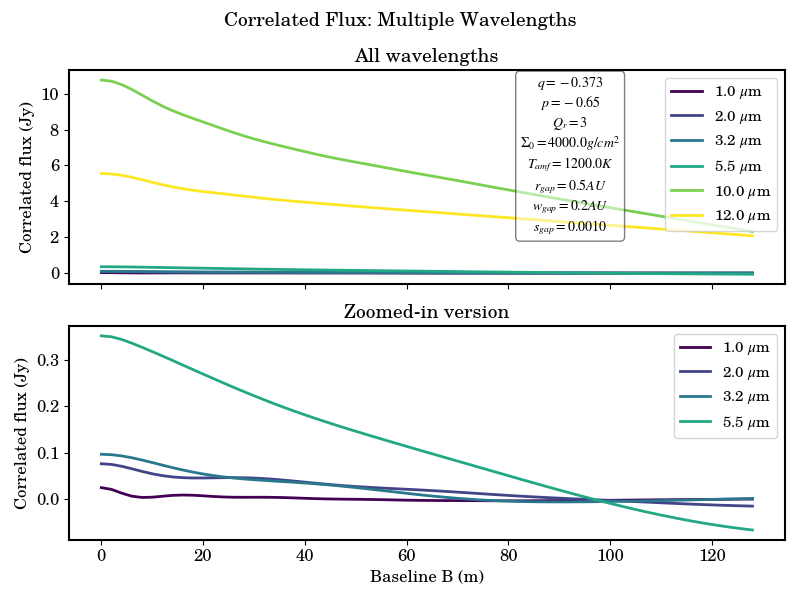 Correlated Flux: Multiple Wavelengths
All wavelengths
Correlated flux (Jy)
10
8
6
4
2
0
q = −0.373
p = −0.65
Q_r = 3
Σ_0 = 4000.0g/cm^2
T_amf = 1200.0K
r_gap = 0.5AU
w_gap = 0.2AU
s_gap = 0.0010
1.0 μm
2.0 μm
3.2 μm
5.5 μm
10.0 μm
12.0 μm
Zoomed-in version
Correlated flux (Jy)
0.3
0.2
0.1
0.0
1.0 μm
2.0 μm
3.2 μm
5.5 μm
0 20 40 60 80 100 120
Baseline B (m)